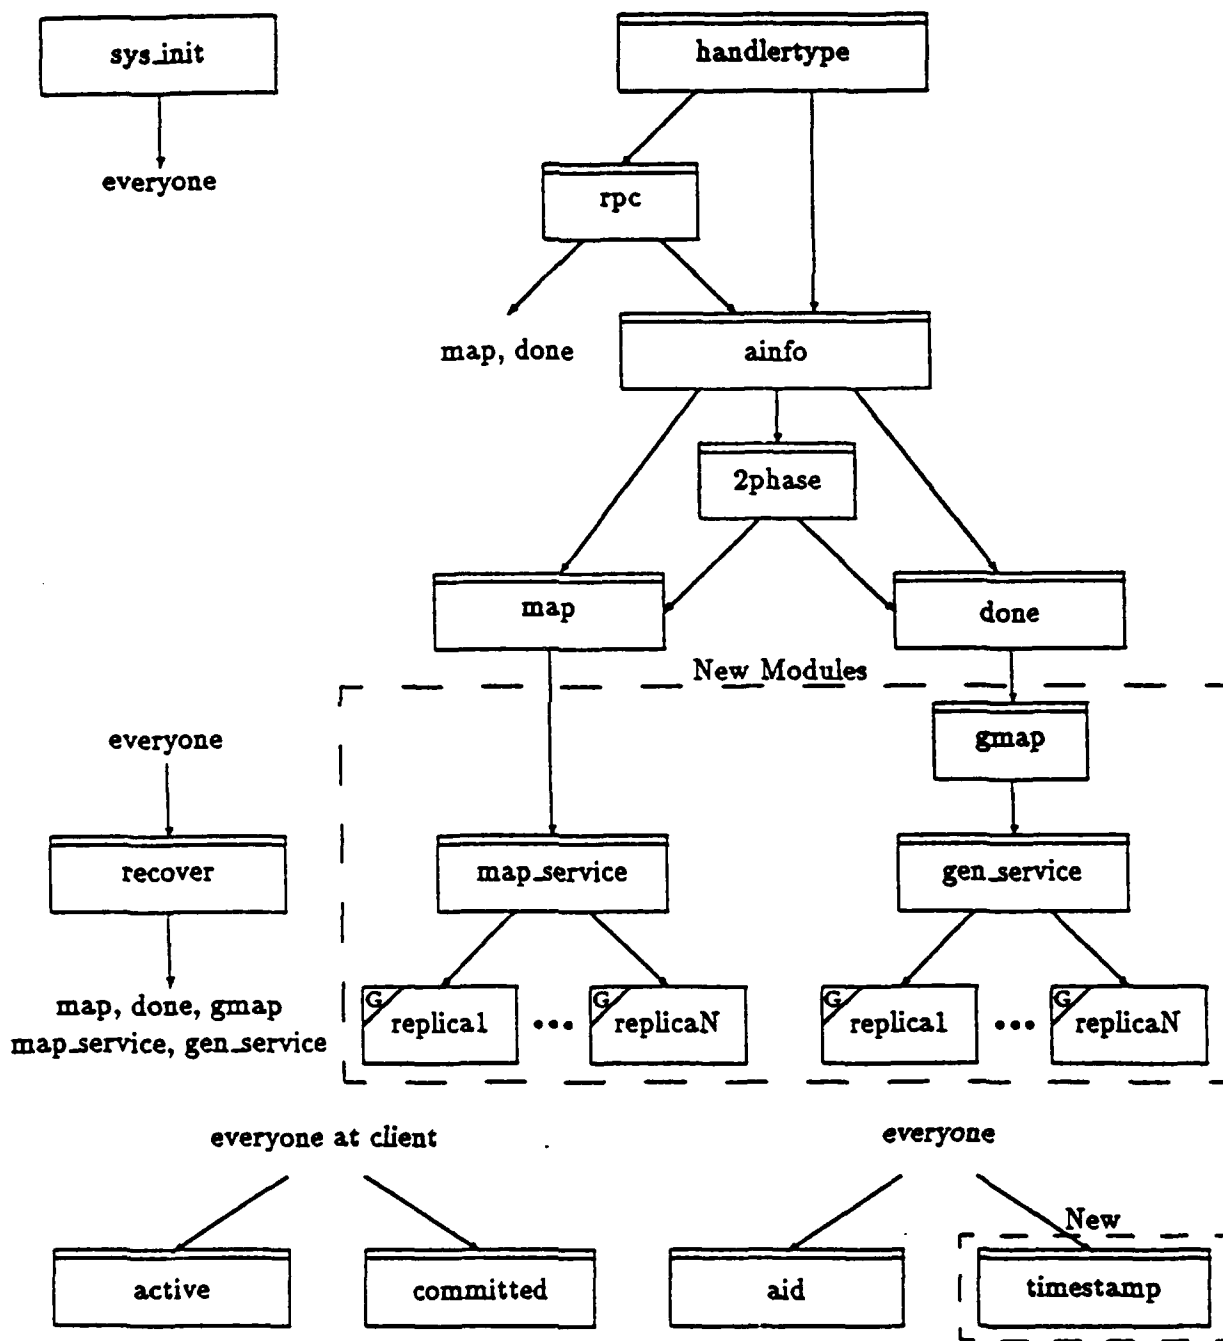 sys_init
handlertype
everyone
rpc
map, done
ainfo
2phase
map
done
New Modules
gmap
everyone
recover
map_service
gen_service
map, done, gmap
map_service, gen_service
G
replica1
•••
G
replicaN
G
replica1
•••
G
replicaN
everyone at client
everyone
New
active
committed
aid
timestamp